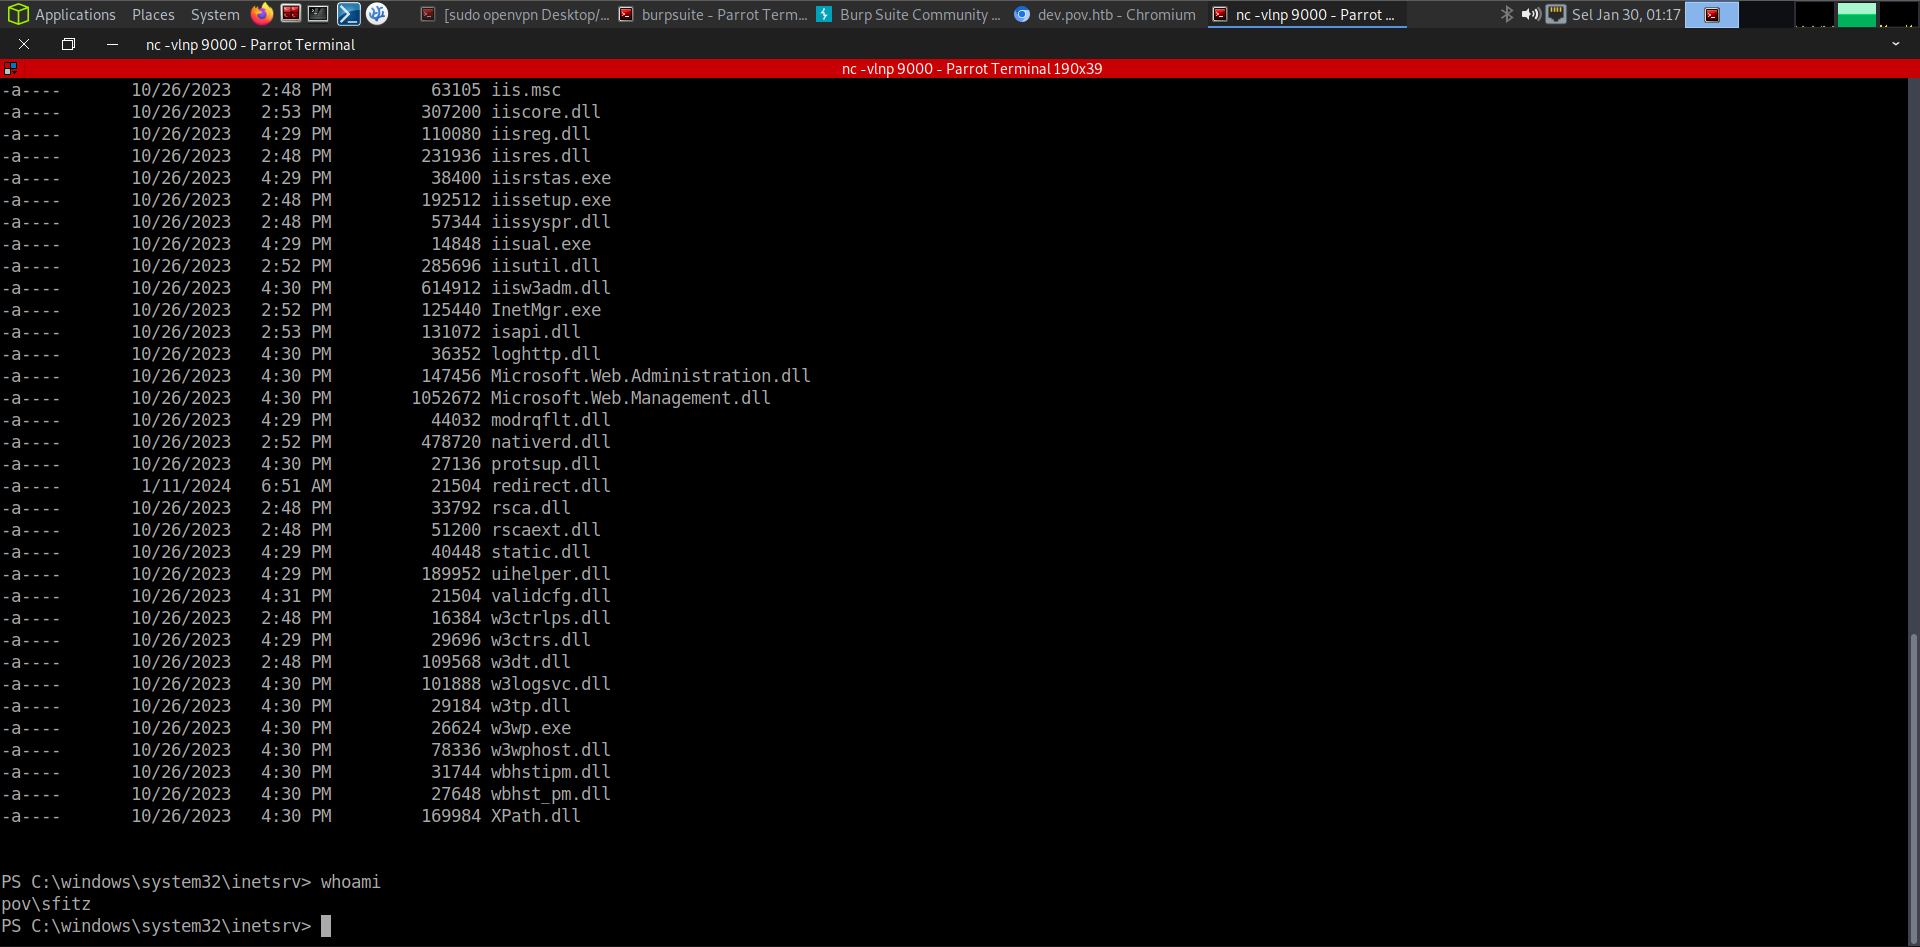 Applications Places System [sudo openvpn Desktop/... burpsuite - Parrot Term... Burp Suite Community ... dev.pov.htb - Chromium nc -vlnp 9000 - Parrot ... Sel Jan 30, 01:17
nc -vlnp 9000 - Parrot Terminal
nc -vlnp 9000 - Parrot Terminal 190x39
-a---- 10/26/2023 2:48 PM 63105 iis.msc
-a---- 10/26/2023 2:53 PM 307200 iiscore.dll
-a---- 10/26/2023 4:29 PM 110080 iisreg.dll
-a---- 10/26/2023 2:48 PM 231936 iisres.dll
-a---- 10/26/2023 4:29 PM 38400 iisrstas.exe
-a---- 10/26/2023 2:48 PM 192512 iissetup.exe
-a---- 10/26/2023 2:48 PM 57344 iissyspr.dll
-a---- 10/26/2023 4:29 PM 14848 iisual.exe
-a---- 10/26/2023 2:52 PM 285696 iisutil.dll
-a---- 10/26/2023 4:30 PM 614912 iisw3adm.dll
-a---- 10/26/2023 2:52 PM 125440 InetMgr.exe
-a---- 10/26/2023 2:53 PM 131072 isapi.dll
-a---- 10/26/2023 4:30 PM 36352 loghttp.dll
-a---- 10/26/2023 4:30 PM 147456 Microsoft.Web.Administration.dll
-a---- 10/26/2023 4:30 PM 1052672 Microsoft.Web.Management.dll
-a---- 10/26/2023 4:29 PM 44032 modrqflt.dll
-a---- 10/26/2023 2:52 PM 478720 nativerd.dll
-a---- 10/26/2023 4:30 PM 27136 protsup.dll
-a---- 1/11/2024 6:51 AM 21504 redirect.dll
-a---- 10/26/2023 2:48 PM 33792 rsca.dll
-a---- 10/26/2023 2:48 PM 51200 rscaext.dll
-a---- 10/26/2023 4:29 PM 40448 static.dll
-a---- 10/26/2023 4:29 PM 189952 uihelper.dll
-a---- 10/26/2023 4:31 PM 21504 validcfg.dll
-a---- 10/26/2023 2:48 PM 16384 w3ctrlps.dll
-a---- 10/26/2023 4:29 PM 29696 w3ctrs.dll
-a---- 10/26/2023 2:48 PM 109568 w3dt.dll
-a---- 10/26/2023 4:30 PM 101888 w3logsvc.dll
-a---- 10/26/2023 4:30 PM 29184 w3tp.dll
-a---- 10/26/2023 4:30 PM 26624 w3wp.exe
-a---- 10/26/2023 4:30 PM 78336 w3wphost.dll
-a---- 10/26/2023 4:30 PM 31744 wbhstipm.dll
-a---- 10/26/2023 4:30 PM 27648 wbhst_pm.dll
-a---- 10/26/2023 4:30 PM 169984 XPath.dll
PS C:\windows\system32\inetsrv> whoami
pov\sfitz
PS C:\windows\system32\inetsrv>